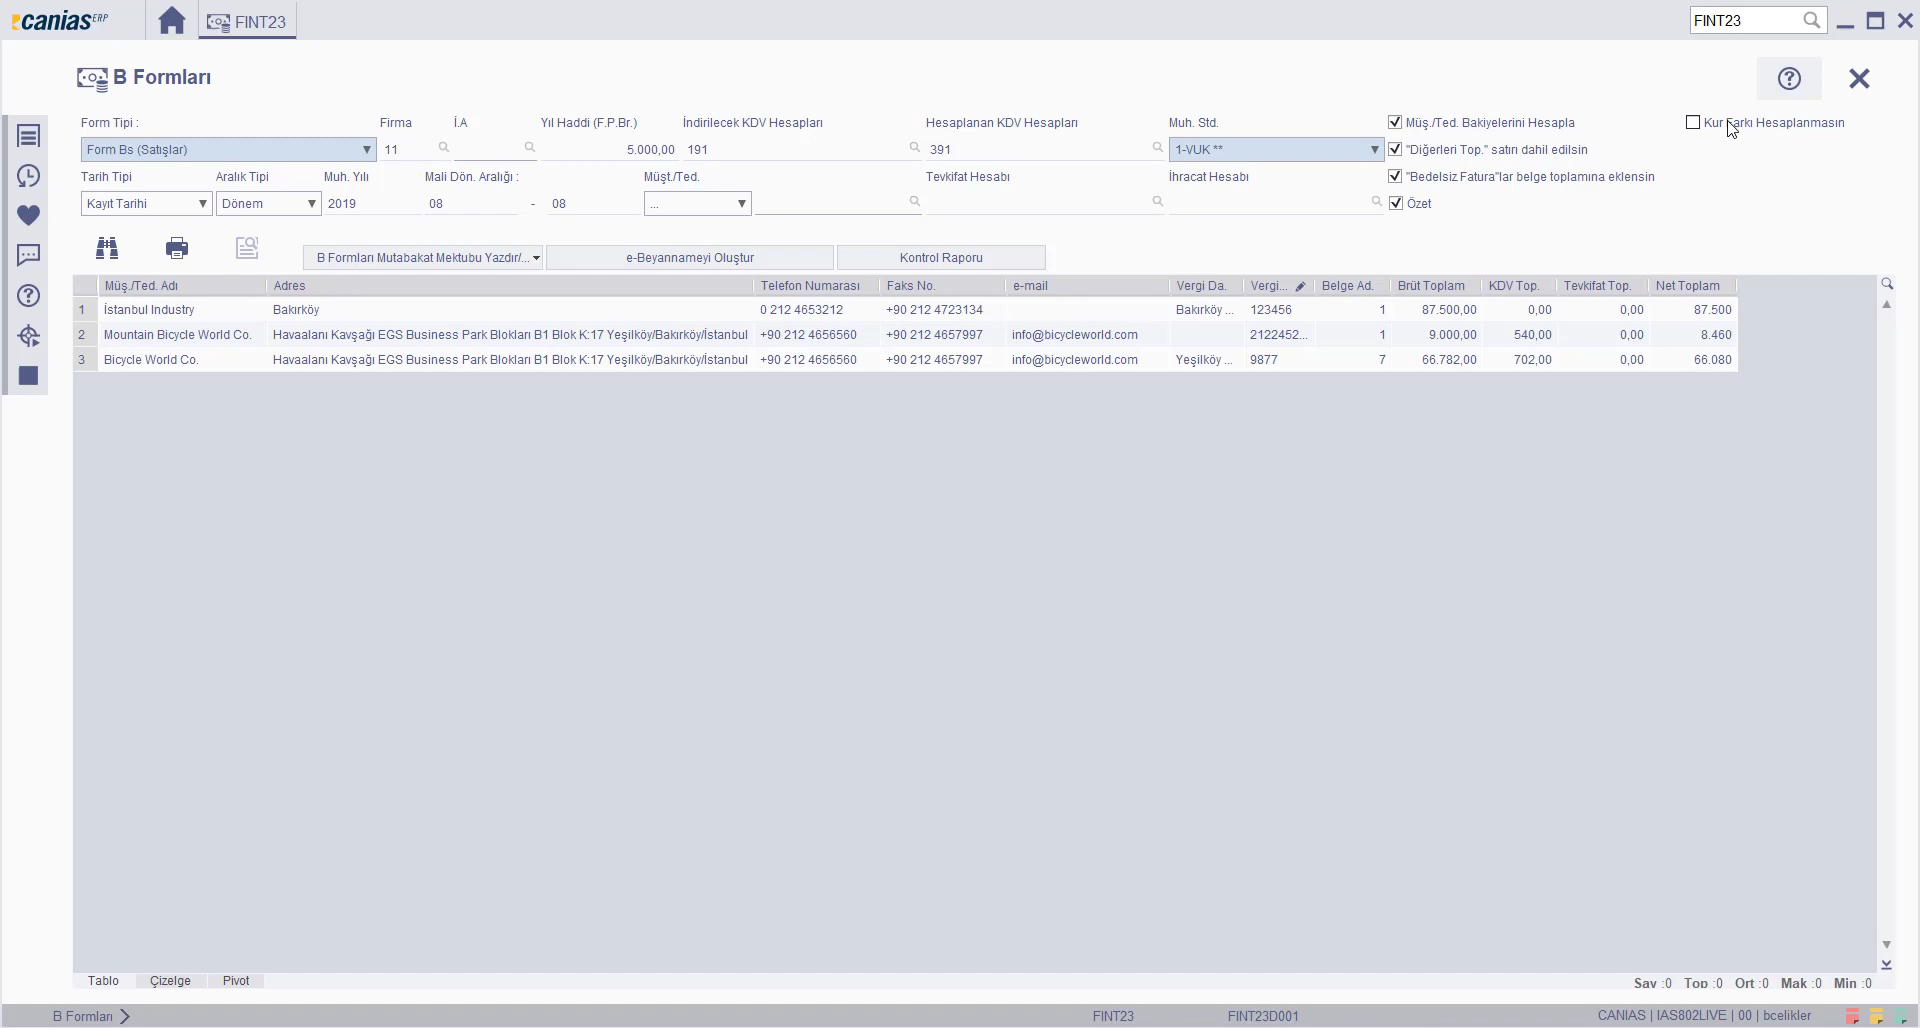 canias ERP
FINT23
FINT23
B Formları
Form Tipi : Firma İ.A Yıl Haddi (F.P.Br.) İndirilecek KDV Hesapları Hesaplanan KDV Hesapları Muh. Std. Müş./Ted. Bakiyelerini Hesapla Kur Farkı Hesaplanmasın
Form Bs (Satışlar) 11 5.000,00 191 391 1-VUK ** "Diğerleri Top." satırı dahil edilsin
Tarih Tipi Aralık Tipi Muh. Yılı Mali Dön. Aralığı : Müşt./Ted. Tevkifat Hesabı İhracat Hesabı "Bedelsiz Fatura"lar belge toplamına eklensin
Kayıt Tarihi Dönem 2019 08 - 08 ... Özet
B Formları Mutabakat Mektubu Yazdır/... e-Beyannameyi Oluştur Kontrol Raporu
Müş./Ted. Adı Adres Telefon Numarası Faks No. e-mail Vergi Da. Vergi... Belge Ad. Brüt Toplam KDV Top. Tevkifat Top. Net Toplam
1 İstanbul Industry Bakırköy 0 212 4653212 +90 212 4723134 Bakırköy ... 123456 1 87.500,00 0,00 0,00 87.500
2 Mountain Bicycle World Co. Havaalanı Kavşağı EGS Business Park Blokları B1 Blok K:17 Yeşilköy/Bakırköy/İstanbul +90 212 4656560 +90 212 4657997 info@bicycleworld.com 2122452... 1 9.000,00 540,00 0,00 8.460
3 Bicycle World Co. Havaalanı Kavşağı EGS Business Park Blokları B1 Blok K:17 Yeşilköy/Bakırköy/İstanbul +90 212 4656560 +90 212 4657997 info@bicycleworld.com Yeşilköy ... 9877 7 66.782,00 702,00 0,00 66.080
Tablo Çizelge Pivot Say :0 Top :0 Ort :0 Mak :0 Min :0
B Formları FINT23 FINT23D001 CANIAS | IAS802LIVE | 00 | bcelikler